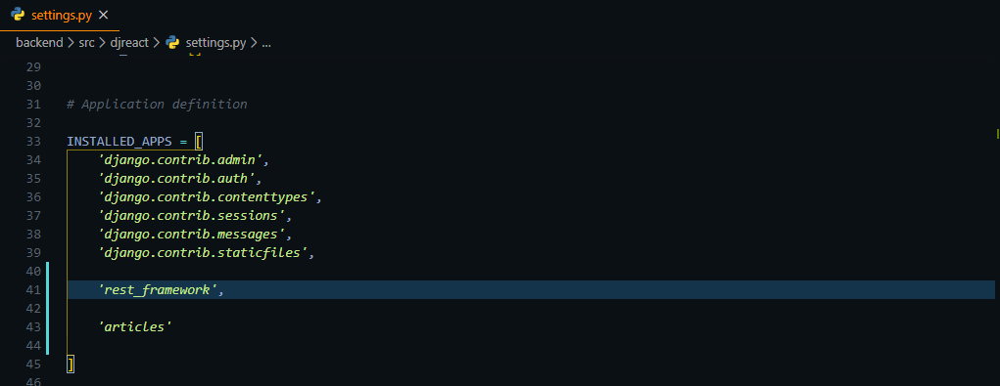 settings.py
backend > src > djreact > settings.py > ...
29
30
31 # Application definition
32
33 INSTALLED_APPS = [
34 'django.contrib.admin',
35 'django.contrib.auth',
36 'django.contrib.contenttypes',
37 'django.contrib.sessions',
38 'django.contrib.messages',
39 'django.contrib.staticfiles',
40
41 'rest_framework',
42
43 'articles'
44
45 ]
46